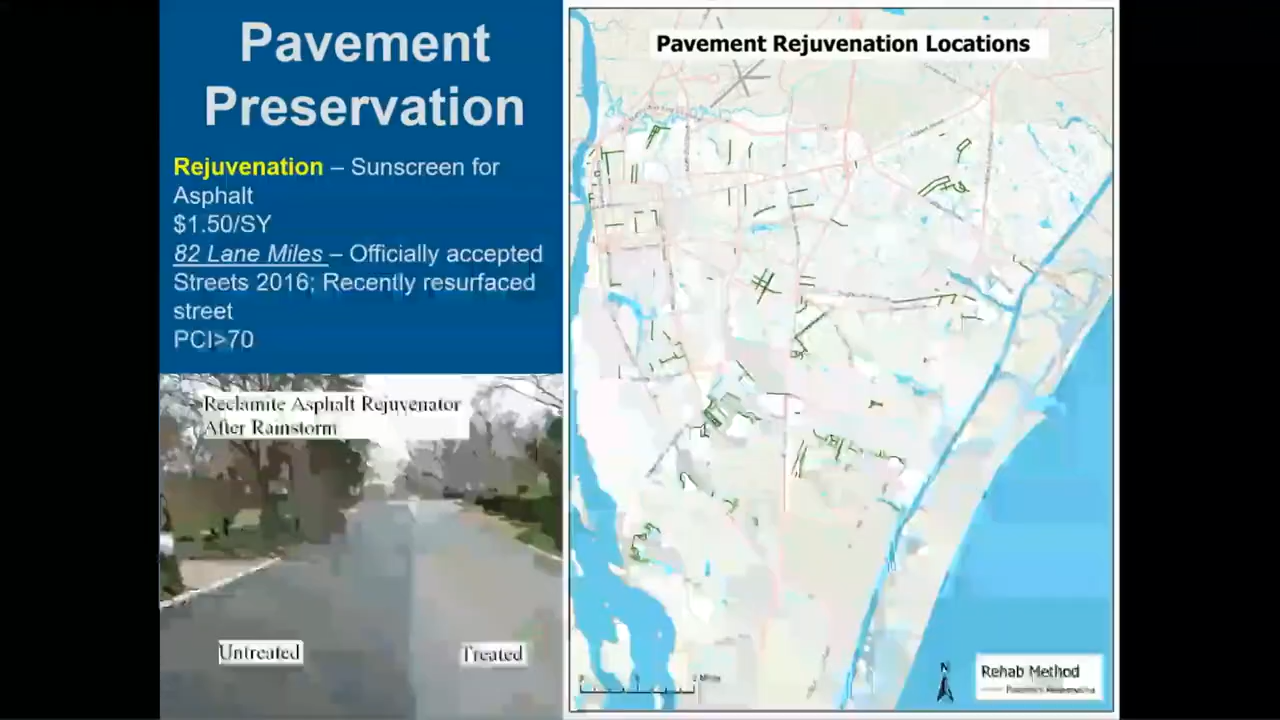 Pavement
Preservation
Rejuvenation – Sunscreen for
Asphalt
$1.50/SY
82 Lane Miles – Officially accepted
Streets 2016; Recently resurfaced
street
PCI>70
Reclamite Asphalt Rejuvenator
After Rainstorm
Untreated
Treated
Pavement Rejuvenation Locations
N
Rehab Method
Miles